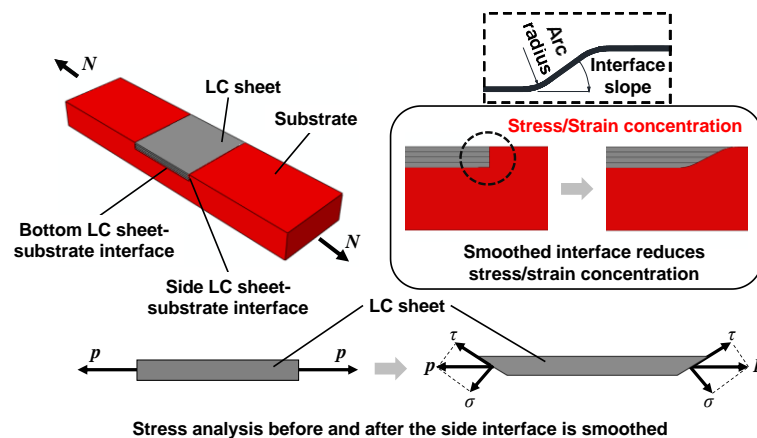 N
LC sheet
Substrate
Bottom LC sheet-
substrate interface
Side LC sheet-
substrate interface
N
Arc
radius
Interface
slope
Stress/Strain concentration
Smoothed interface reduces
stress/strain concentration
LC sheet
p
p
τ
p
σ
τ
σ
Stress analysis before and after the side interface is smoothed